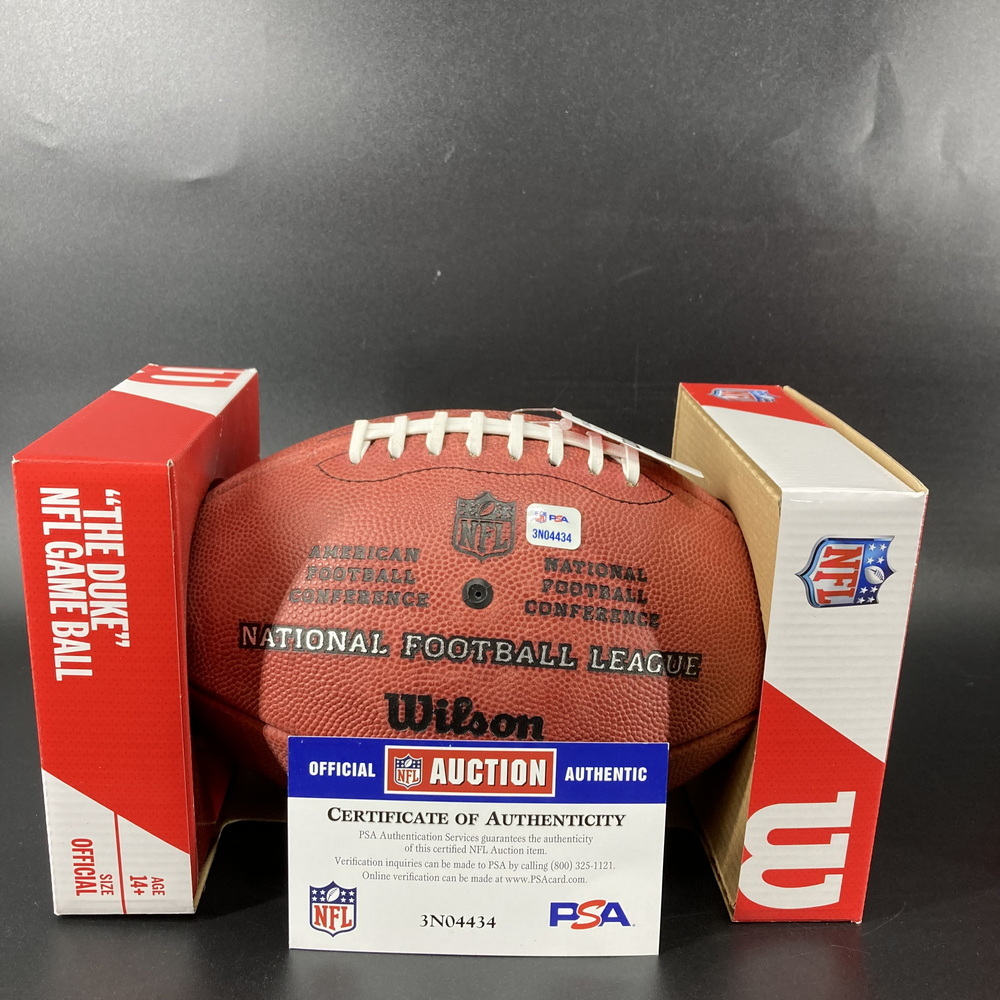 "THE DUKE"
NFL GAME BALL
AGE
14+
SIZE
OFFICIAL
NFL
PSA
3N04434
AMERICAN
FOOTBALL
CONFERENCE
NATIONAL
FOOTBALL
CONFERENCE
NATIONAL FOOTBALL LEAGUE
Wilson
NFL
W
OFFICIAL NFL AUCTION AUTHENTIC
CERTIFICATE OF AUTHENTICITY
PSA Authentication Services guarantees the authenticity
of this certified NFL Auction item.
Verification inquiries can be made to PSA by calling (800) 325-1121.
Online verification can be made at www.PSAcard.com.
NFL
3N04434
PSA